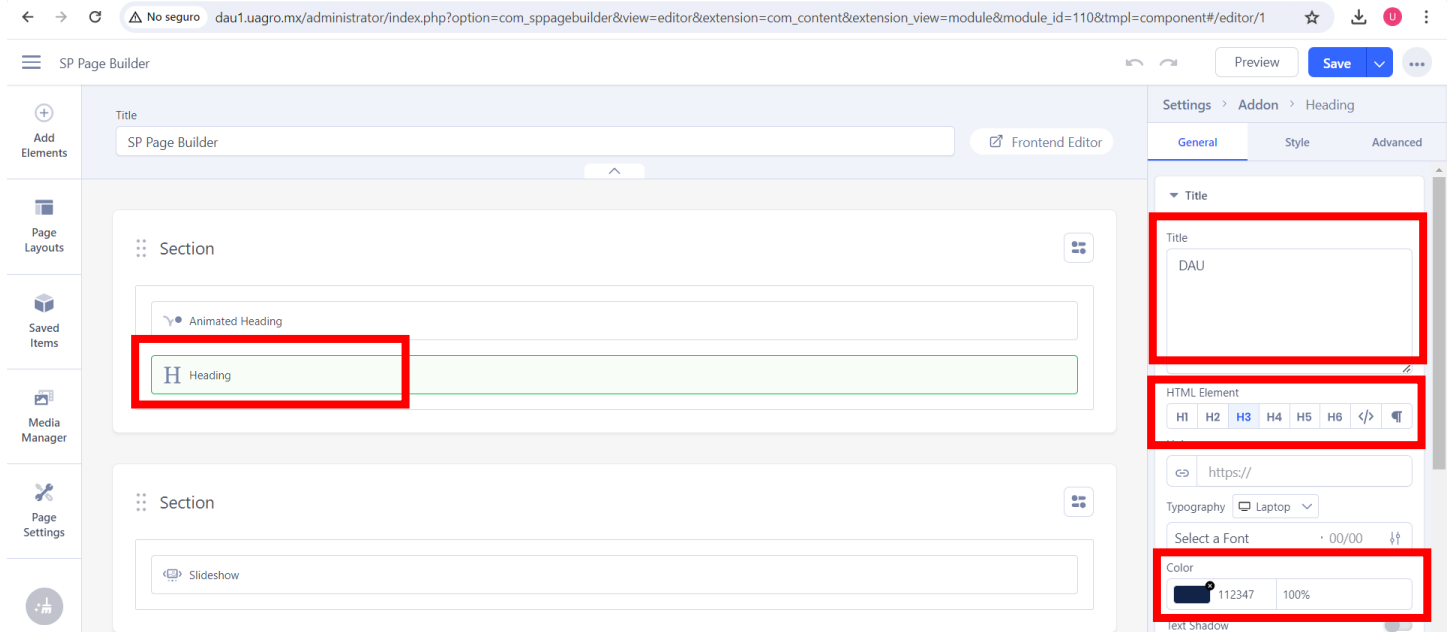 No seguro dau1.uagro.mx/administrator/index.php?option=com_sppagebuilder&view=editor&extension=com_content&extension_view=module&module_id=110&tmpl=component#/editor/1
U
SP Page Builder
Preview
Save
Settings > Addon > Heading
General Style Advanced
Add
Elements
Page
Layouts
Saved
Items
Media
Manager
Page
Settings
Title
SP Page Builder
Frontend Editor
Section
Animated Heading
H Heading
Section
Slideshow
Title
Title
DAU
HTML Element
H1 H2 H3 H4 H5 H6 </> ¶
https://
Typography Laptop
Select a Font · 00/00
Color
112347 100%
Text Shadow